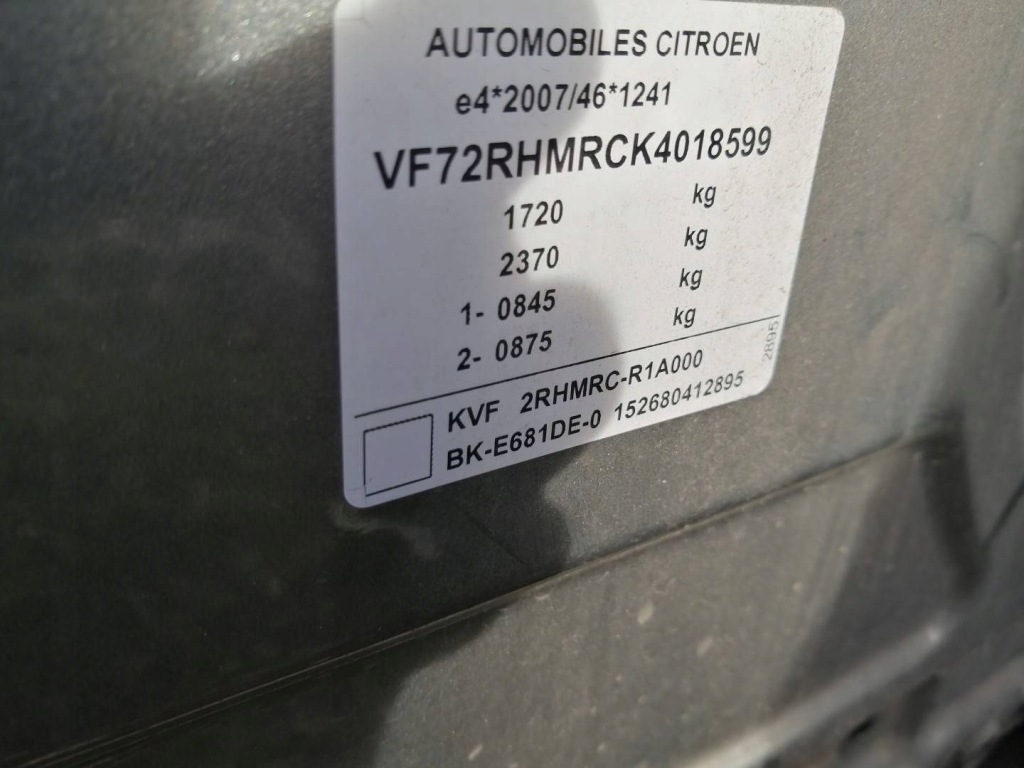 AUTOMOBILES CITROEN
e4*2007/46*1241
VF72RHMRCK4018599
1720 kg
2370 kg
1- 0845 kg
2- 0875 kg
2895
KVF 2RHMRC-R1A000
BK-E681DE-0 152680412895